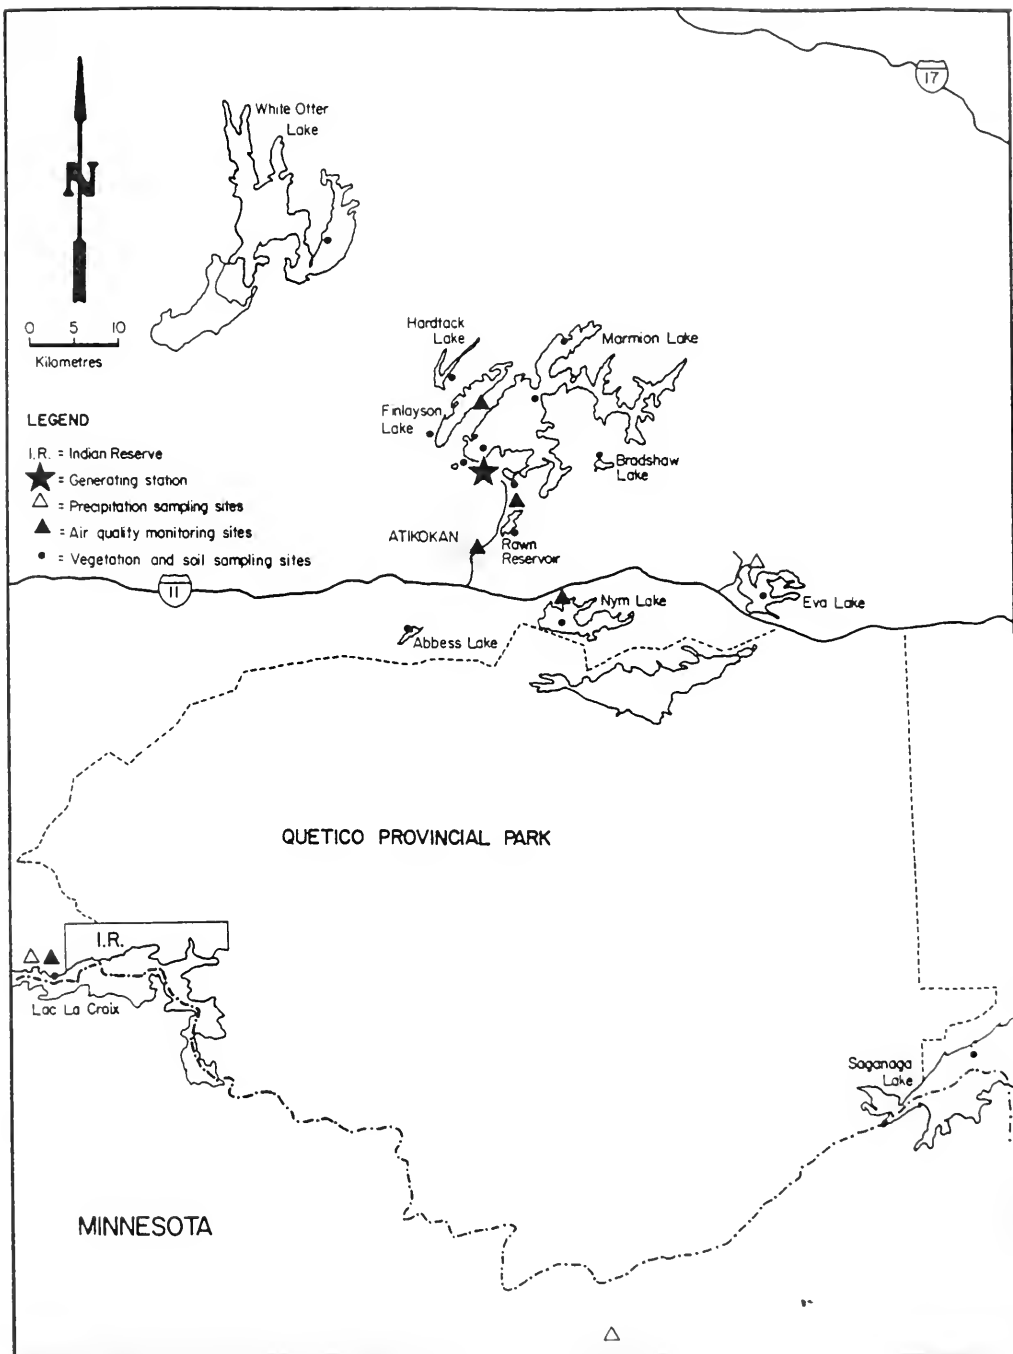 17
White Otter
Lake
N
0 5 10
Kilometres
Hardtack
Lake
Marmion Lake
Finlayson
Lake
LEGEND
I.R. = Indian Reserve
= Generating station
= Precipitation sampling sites
= Air quality monitoring sites
= Vegetation and soil sampling sites
Bradshaw
Lake
ATIKOKAN
Rawn
Reservoir
11
Nym Lake
Eva Lake
Abbess Lake
QUETICO PROVINCIAL PARK
I.R.
Lac La Croix
Saganaga
Lake
MINNESOTA